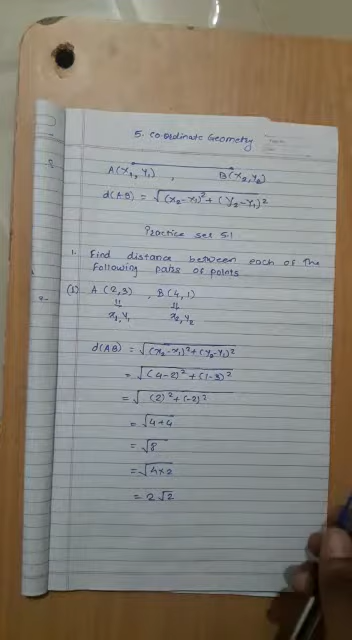 5. Co-ordinate Geometry
A(x₁, y₁) , B(x₂, y₂)
d(AB) = √(x₂-x₁)²+(y₂-y₁)²
Practice set 5.1
1. Find distance between each of the
following pairs of points
(1) A (2,3) , B(4,1)
x₁, y₁ x₂, y₂
d(AB) = √(x₂-x₁)²+(y₂-y₁)²
= √(4-2)²+(1-3)²
= √(2)²+(-2)²
= √4+4
= √8
= √4×2
= 2√2